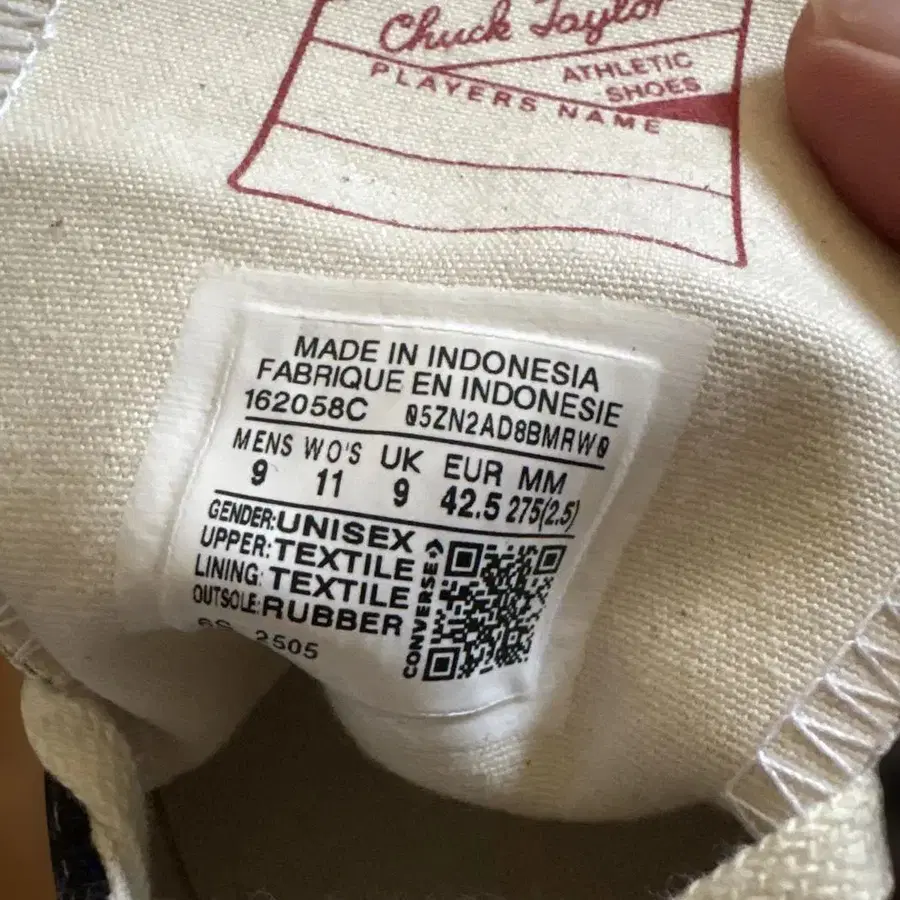 Chuck Taylor
ATHLETIC
SHOES
PLAYERS NAME
MADE IN INDONESIA
FABRIQUE EN INDONESIE
162058C 05ZN2AD8BMRW0
MENS WO'S UK EUR MM
9 11 9 42.5 275(2.5)
GENDER:UNISEX
UPPER:TEXTILE
LINING:TEXTILE
OUTSOLE:RUBBER
2505
CONVERSE